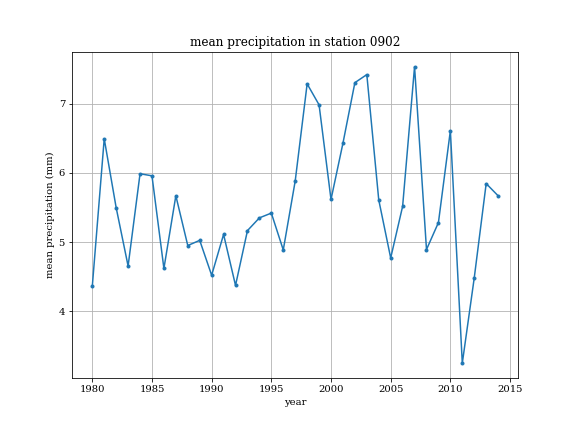 mean precipitation in station 0902
mean precipitation (mm)
7
6
5
4
1980 1985 1990 1995 2000 2005 2010 2015
year